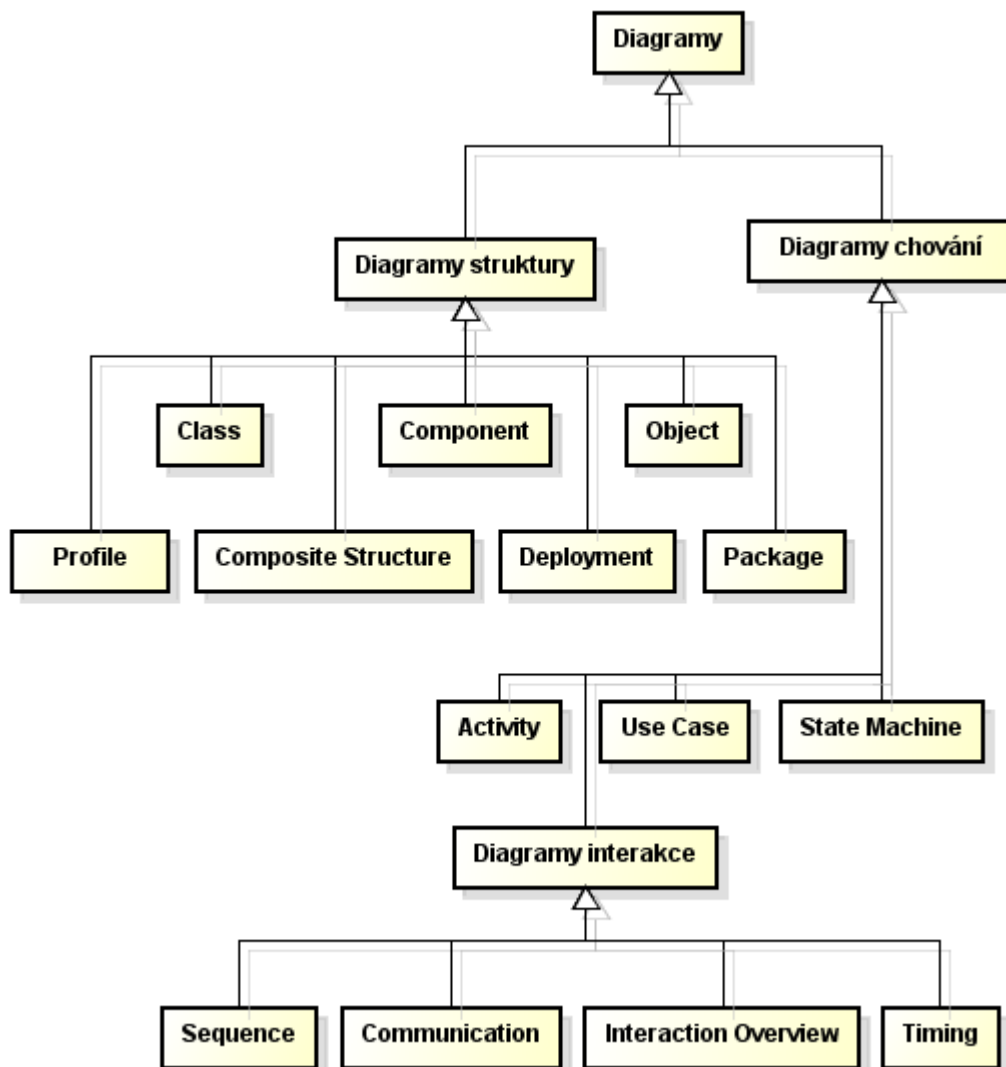 Diagramy
Diagramy struktury
Diagramy chování
Class
Component
Object
Profile
Composite Structure
Deployment
Package
Activity
Use Case
State Machine
Diagramy interakce
Sequence
Communication
Interaction Overview
Timing